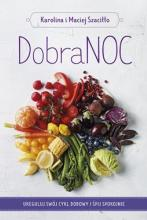 Karolina i Maciej Szaciłło
DobraNOC
UREGULUJ SWÓJ CYKL DOBOWY I ŚPIJ SPOKOJNIE